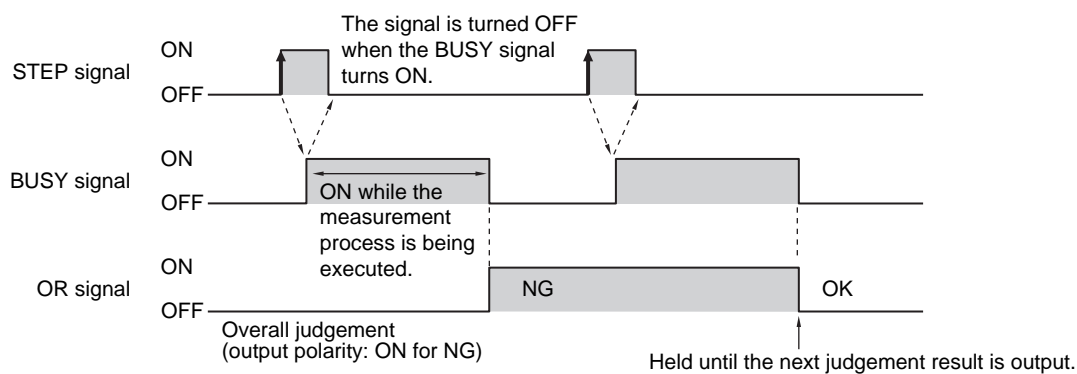 The signal is turned OFF
when the BUSY signal
turns ON.
ON
STEP signal
OFF
ON
BUSY signal
OFF
ON while the
measurement
process is being
executed.
ON
OR signal
OFF
NG
OK
Overall judgement
(output polarity: ON for NG)
Held until the next judgement result is output.